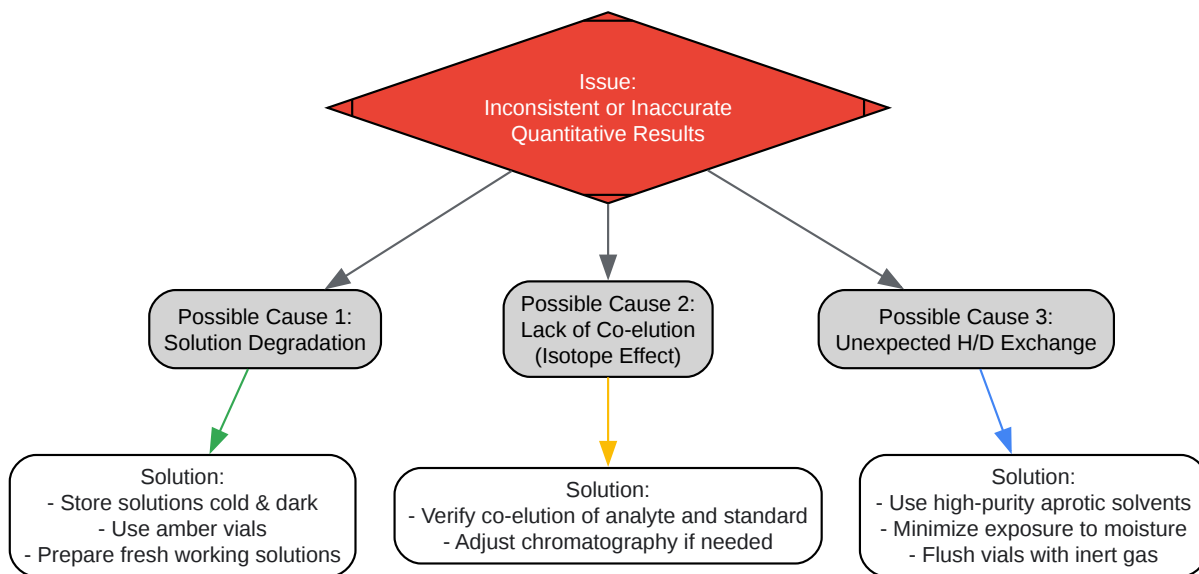 Issue:
Inconsistent or Inaccurate
Quantitative Results
Possible Cause 1:
Solution Degradation
Possible Cause 2:
Lack of Co-elution
(Isotope Effect)
Possible Cause 3:
Unexpected H/D Exchange
Solution:
- Store solutions cold & dark
- Use amber vials
- Prepare fresh working solutions
Solution:
- Verify co-elution of analyte and standard
- Adjust chromatography if needed
Solution:
- Use high-purity aprotic solvents
- Minimize exposure to moisture
- Flush vials with inert gas